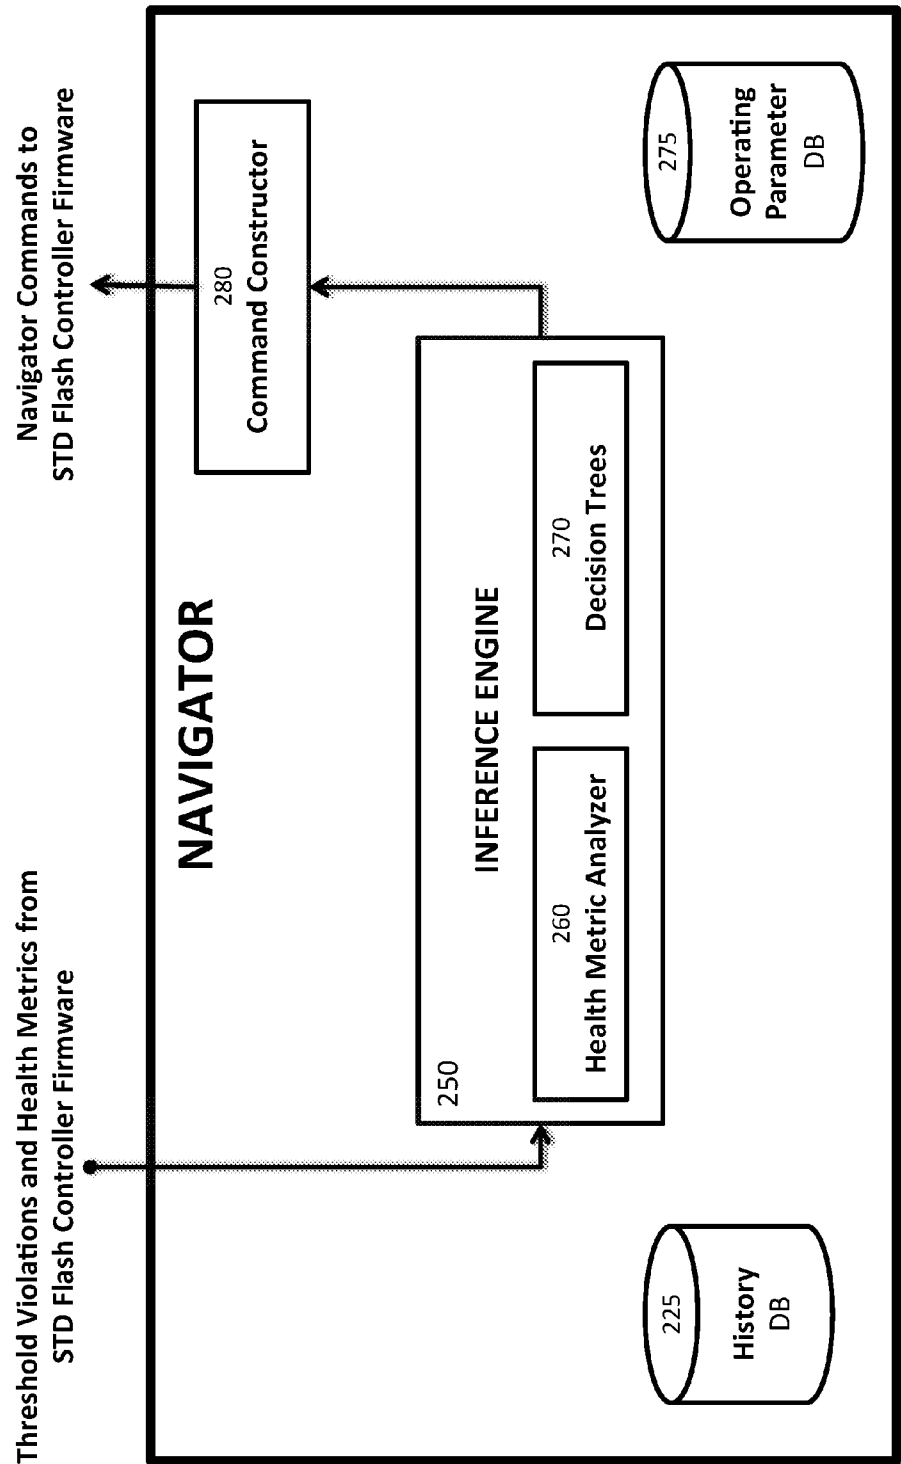 Threshold Violations and Health Metrics from
STD Flash Controller Firmware
Navigator Commands to
STD Flash Controller Firmware
NAVIGATOR
280
Command Constructor
250
INFERENCE ENGINE
260
Health Metric Analyzer
270
Decision Trees
225
History
DB
275
Operating
Parameter
DB